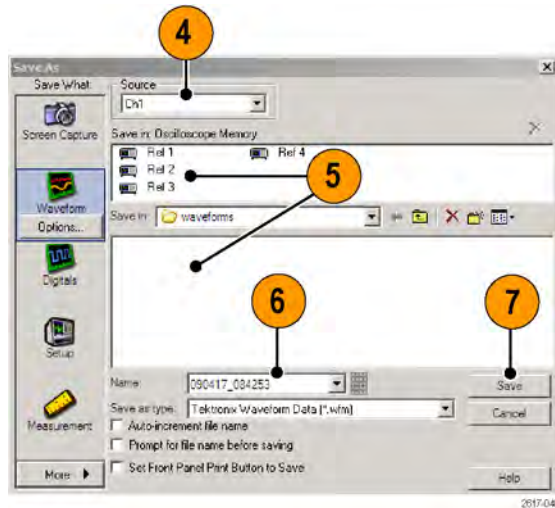 4
Save As
Save What:
Source
Ch1
Screen Capture
Save in: Oscilloscope Memory
Ref 1
Ref 4
Ref 2
Ref 3
5
Waveform
Options...
Save in:
waveforms
Digitals
6
7
Setup
Name:
090417_084253
Save
Save as type:
Tektronix Waveform Data (*.wfm)
Cancel
Measurement
Auto-increment file name
Prompt for file name before saving
Set Front Panel Print Button to Save
More
Help
2617-04